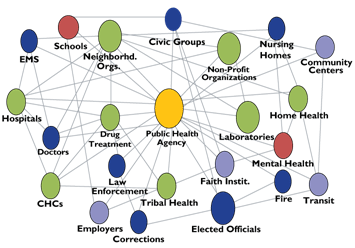 Civic Groups
Schools
Neighborhd.
Orgs.
Nursing
Homes
EMS
Non-Profit
Organizations
Community
Centers
Hospitals
Home Health
Drug
Treatment
Public Health
Agency
Laboratories
Doctors
Mental Health
Law
Enforcement
Faith Instit.
CHCs
Tribal Health
Fire
Transit
Employers
Corrections
Elected Officials